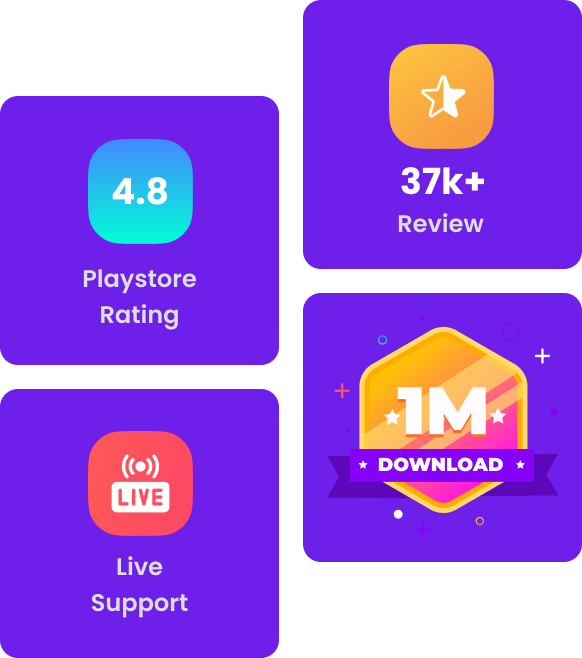 4.8
Playstore
Rating
37k+
Review
LIVE
Live
Support
1M
DOWNLOAD